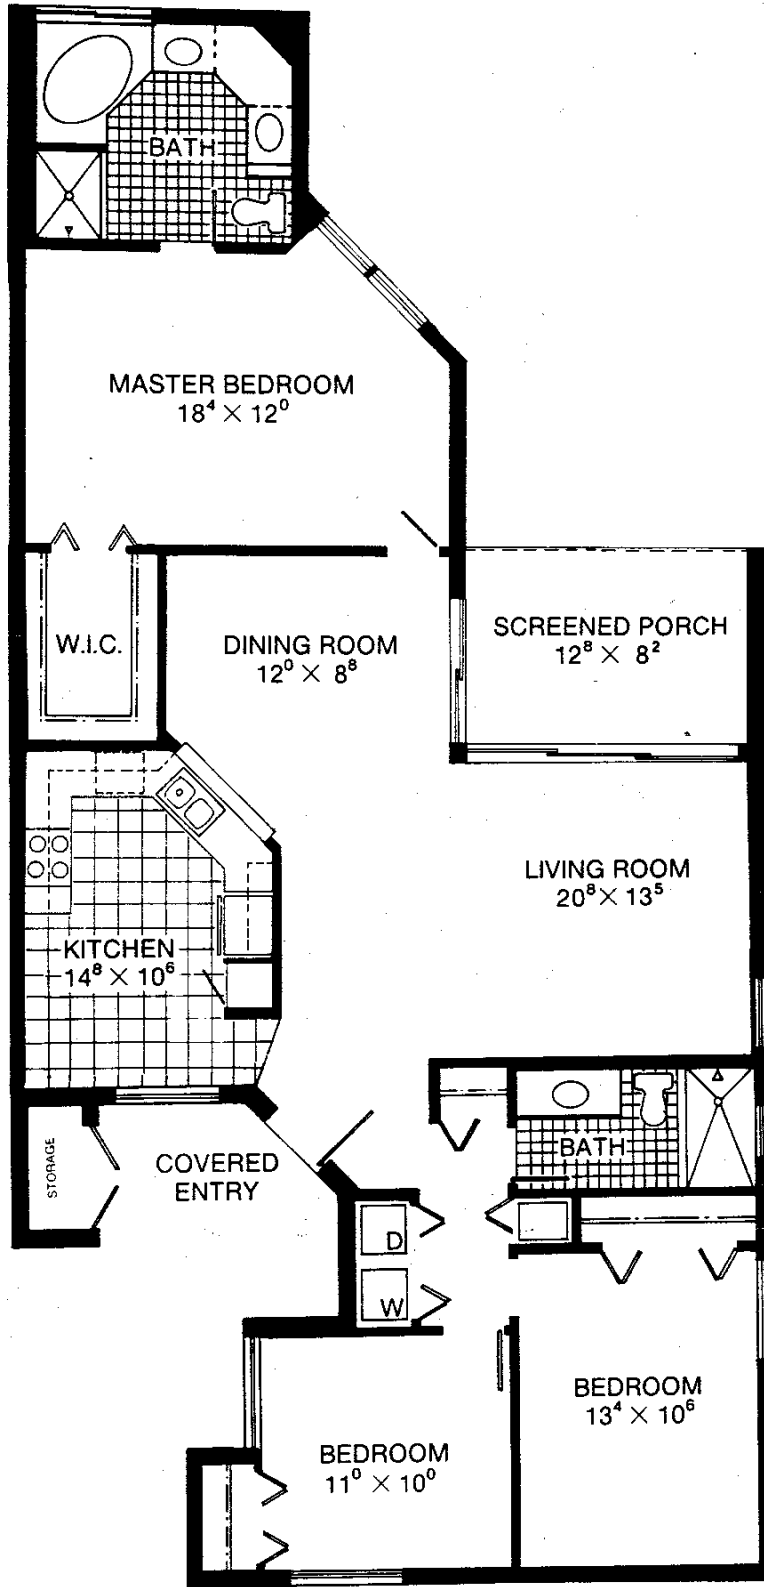 BATH
MASTER BEDROOM
18⁴ × 12⁰
W.I.C.
DINING ROOM
12⁰ × 8⁸
SCREENED PORCH
12⁸ × 8²
LIVING ROOM
20⁸ × 13⁵
KITCHEN
14⁸ × 10⁶
STORAGE
COVERED
ENTRY
BATH
D
W
BEDROOM
13⁴ × 10⁶
BEDROOM
11⁰ × 10⁰